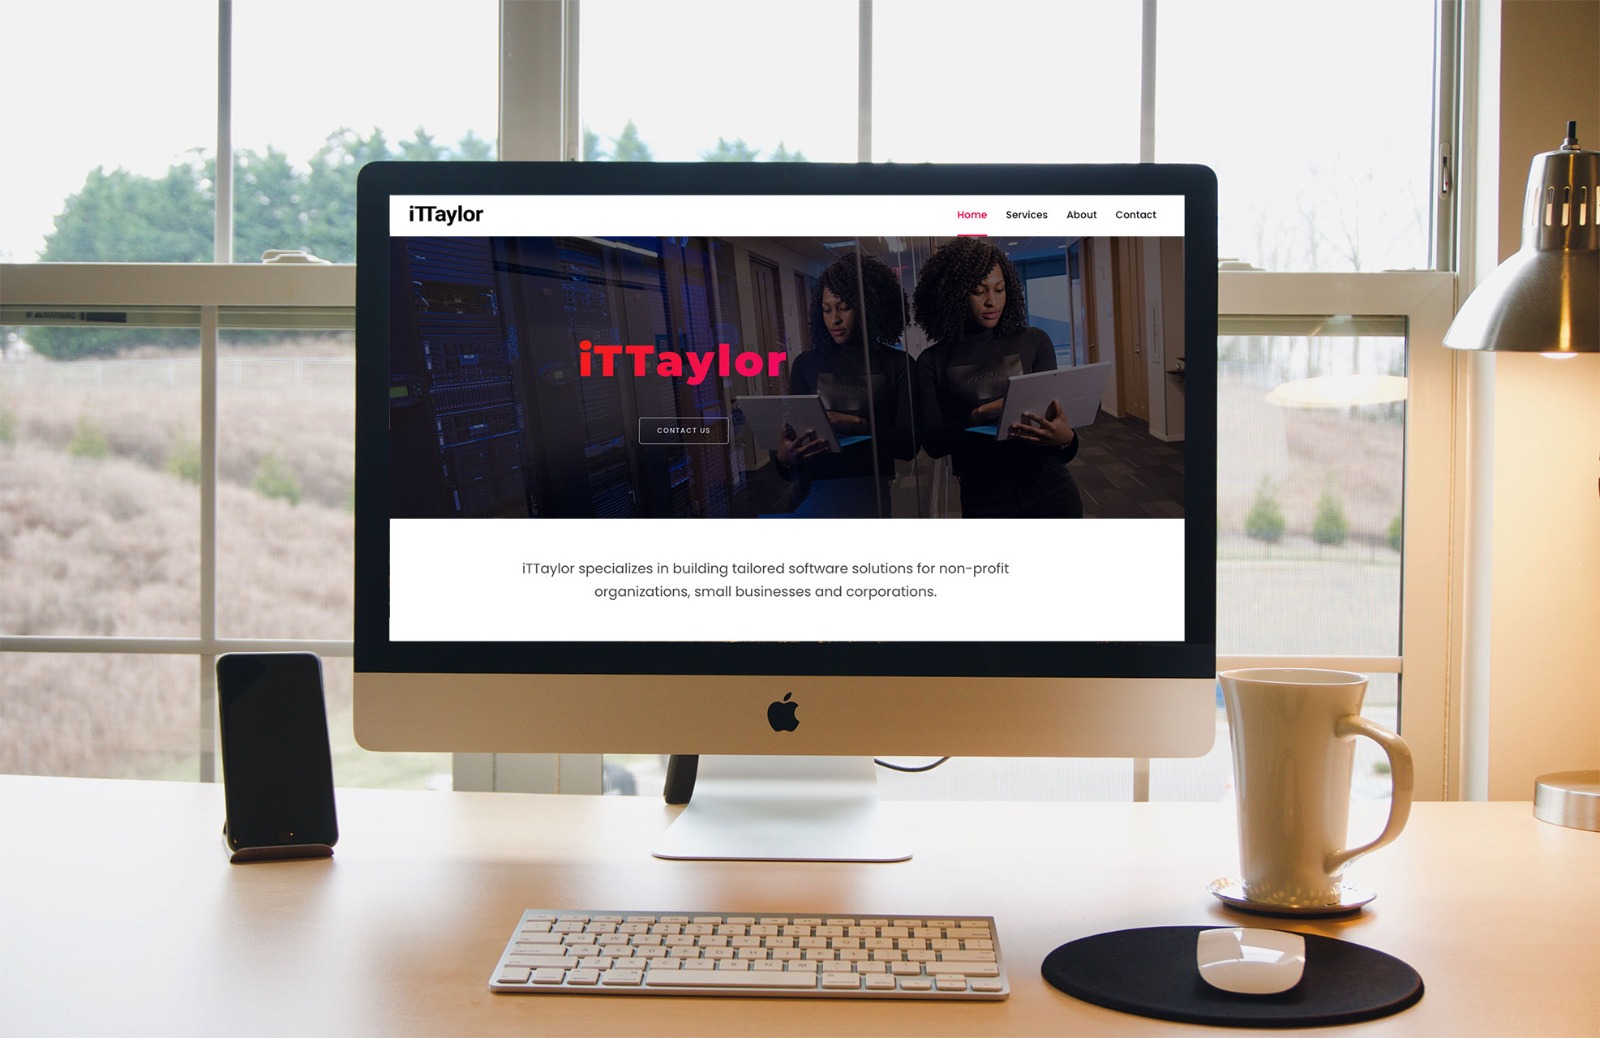 iTTaylor
Home Services About Contact
iTTaylor
CONTACT US
iTTaylor specializes in building tailored software solutions for non-profit
organizations, small businesses and corporations.